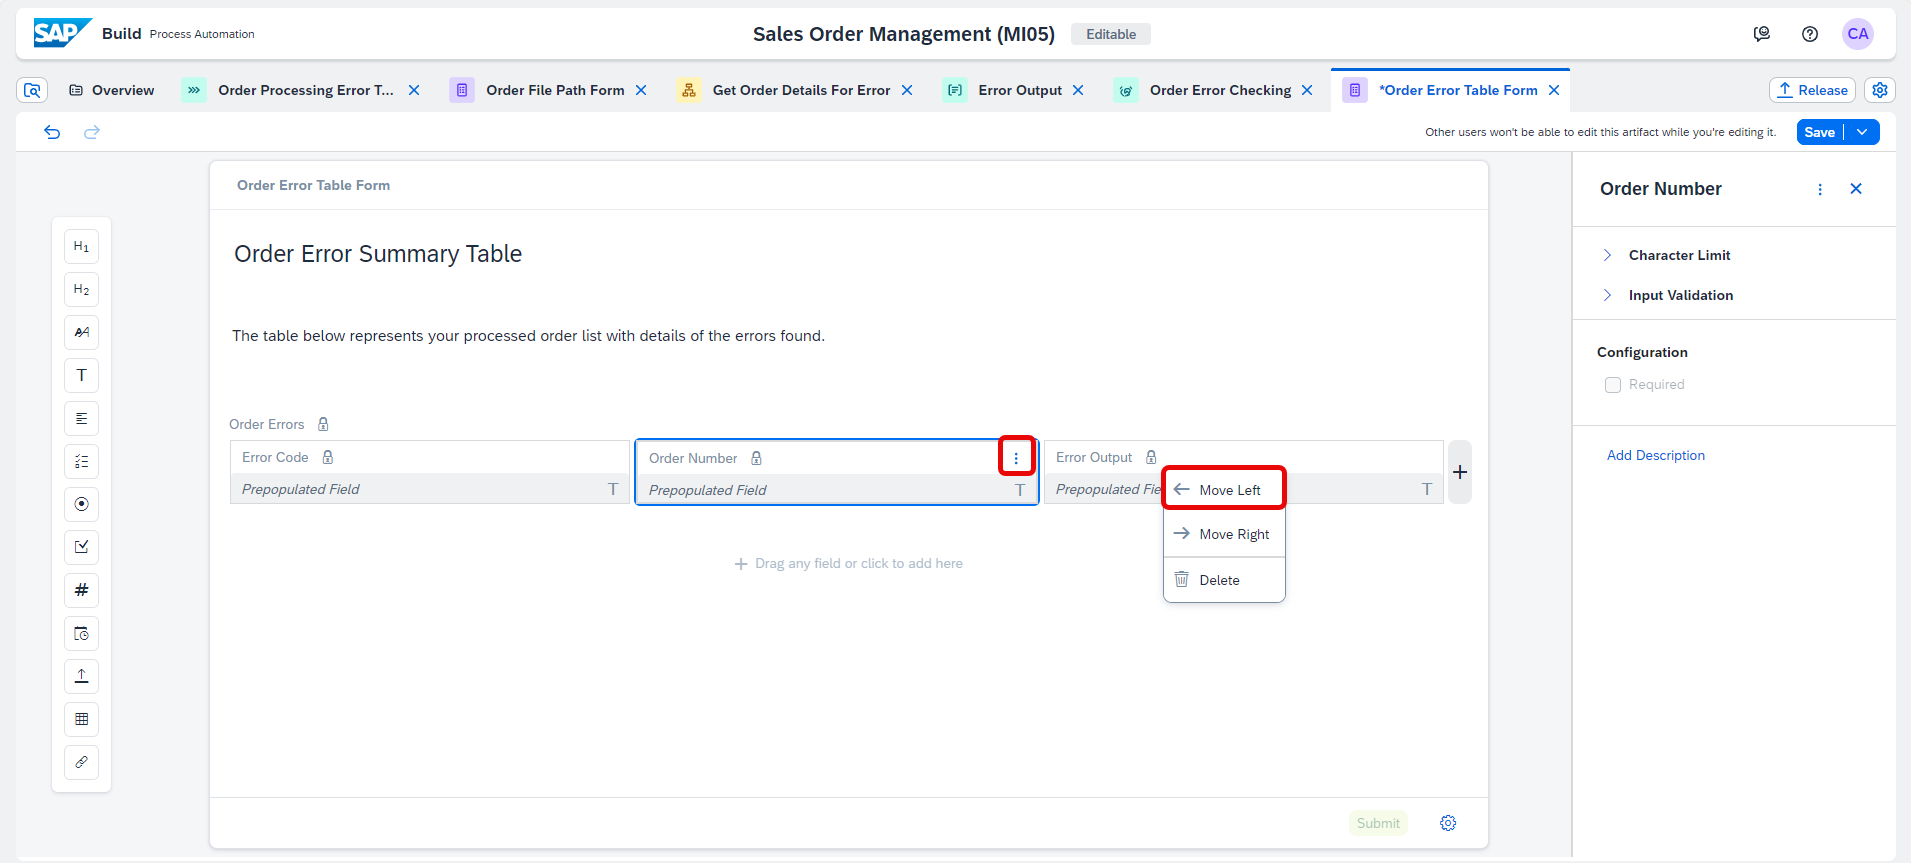 SAP Build Process Automation
Sales Order Management (MI05) Editable
CA
Overview Order Processing Error T... Order File Path Form Get Order Details For Error Error Output Order Error Checking *Order Error Table Form Release
Other users won't be able to edit this artifact while you're editing it. Save
Order Error Table Form
Order Number
H1
H2
AA
T
#
Order Error Summary Table
The table below represents your processed order list with details of the errors found.
Order Errors
Error Code Order Number Error Output
Prepopulated Field T Prepopulated Field T Prepopulated Fie T
Move Left
Move Right
Delete
+ Drag any field or click to add here
Submit
Character Limit
Input Validation
Configuration
Required
Add Description